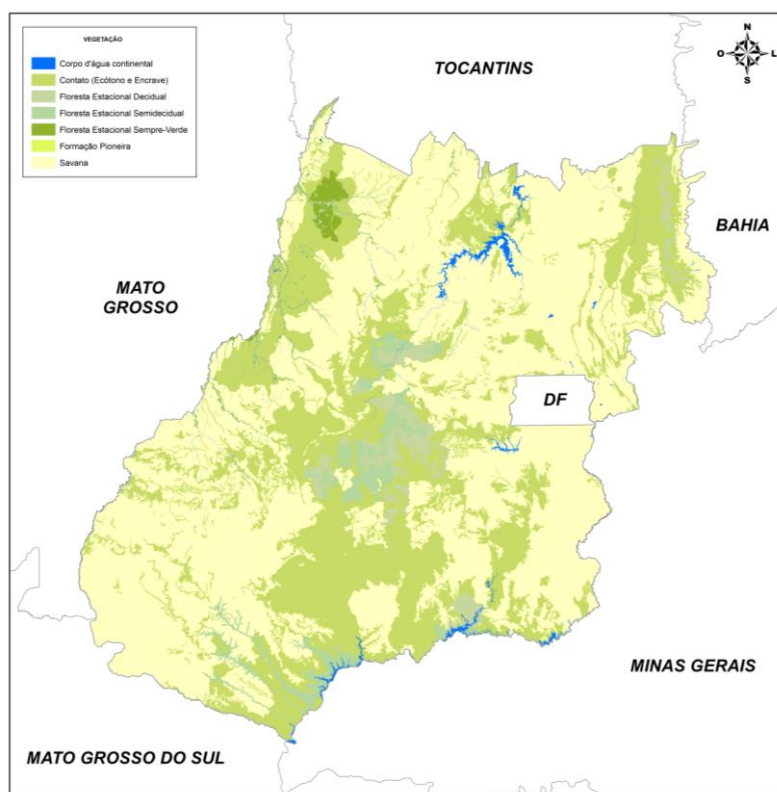 VEGETAÇÃO
Corpo d'água continental
Contato (Ecótono e Encrave)
Floresta Estacional Decidual
Floresta Estacional Semidecidual
Floresta Estacional Sempre-Verde
Formação Pioneira
Savana
TOCANTINS
N
O L
S
BAHIA
MATO
GROSSO
DF
MINAS GERAIS
MATO GROSSO DO SUL